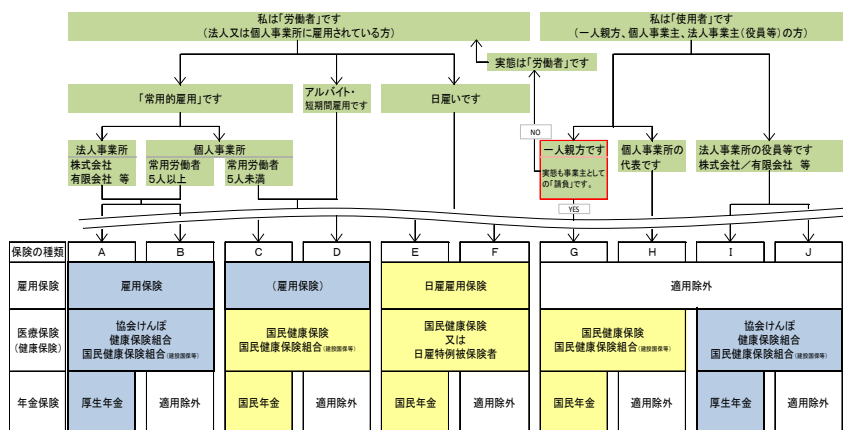 私は「労働者」です
(法人又は個人事業所に雇用されている方)
私は「使用者」です
(一人親方、個人事業主、法人事業主(役員等)の方)
実態は「労働者」です
「常用的雇用」です
アルバイト・
短期間雇用です
日雇いです
NO
法人事業所
株式会社
有限会社 等
個人事業所
常用労働者
5人以上
常用労働者
5人未満
一人親方です
実態も事業主として
の「請負」です。
個人事業所の
代表です
法人事業所の役員等です
株式会社/有限会社 等
YES
保険の種類 A B C D E F G H I J
雇用保険 雇用保険 (雇用保険) 日雇雇用保険 適用除外
医療保険
(健康保険)
協会けんぽ
健康保険組合
国民健康保険組合(建設国保等)
国民健康保険
国民健康保険組合(建設国保等)
国民健康保険
又は
日雇特例被保険者
国民健康保険
国民健康保険組合(建設国保等)
協会けんぽ
健康保険組合
国民健康保険組合(建設国保等)
年金保険 厚生年金 適用除外 国民年金 適用除外 国民年金 適用除外 国民年金 適用除外 厚生年金 適用除外